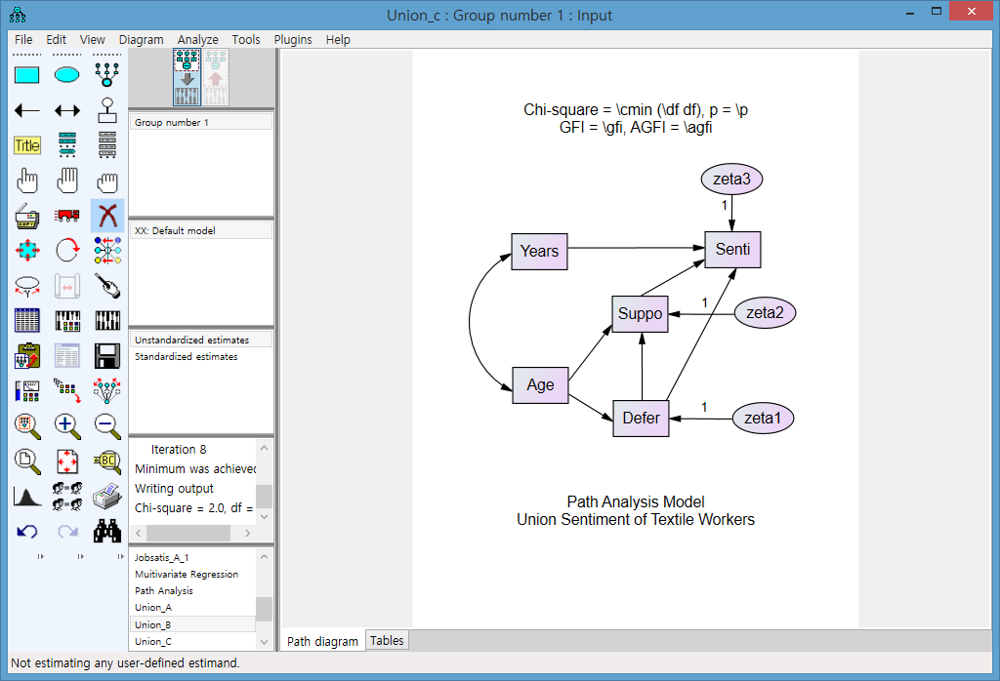 Union_c : Group number 1 : Input
File Edit View Diagram Analyze Tools Plugins Help
Title
Group number 1
XX: Default model
Unstandardized estimates
Standardized estimates
Iteration 8
Minimum was achieved
Writing output
Chi-square = 2.0, df =
Jobsatis_A_1
Muitivariate Regression
Path Analysis
Union_A
Union_B
Union_C
Chi-square = \cmin (\df df), p = \p
GFI = \gfi, AGFI = \agfi
zeta3
1
Years
Senti
Suppo
1
zeta2
Age
Defer
1
zeta1
Path Analysis Model
Union Sentiment of Textile Workers
Path diagram Tables
Not estimating any user-defined estimand.